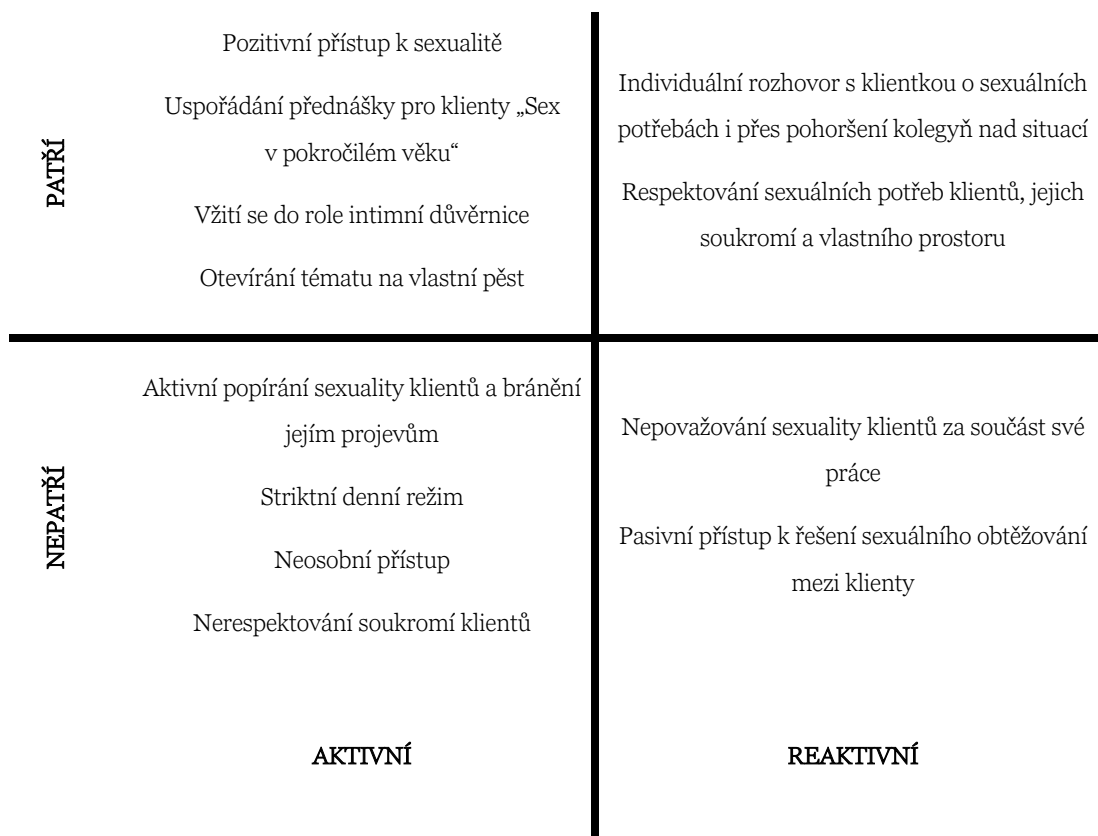 PATŘÍ
Pozitivní přístup k sexualitě
Uspořádání přednášky pro klienty „Sex
v pokročilém věku“
Vžití se do role intimní důvěrnice
Otevírání tématu na vlastní pěst
Individuální rozhovor s klientkou o sexuálních
potřebách i přes pohoršení kolegyň nad situací
Respektování sexuálních potřeb klientů, jejich
soukromí a vlastního prostoru
NEPATŘÍ
Aktivní popírání sexuality klientů a bránění
jejím projevům
Striktní denní režim
Neosobní přístup
Nerespektování soukromí klientů
Nepovažování sexuality klientů za součást své
práce
Pasivní přístup k řešení sexuálního obtěžování
mezi klienty
AKTIVNÍ
REAKTIVNÍ